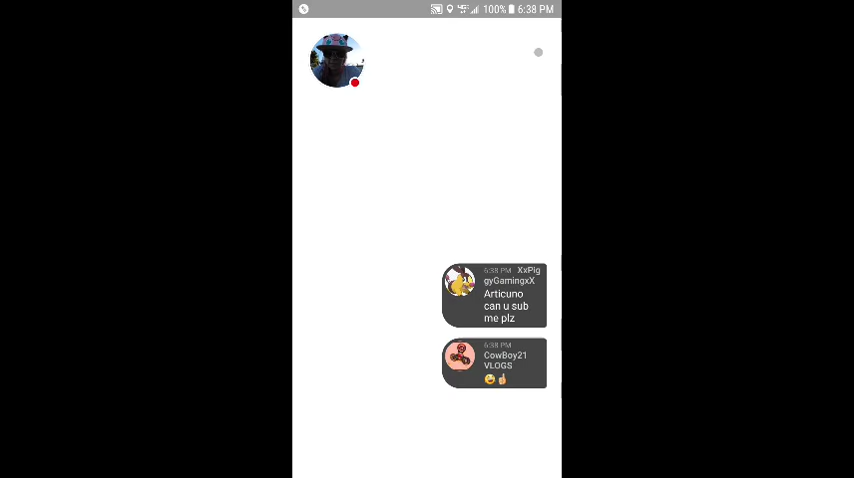 100% 6:38 PM
6:38 PM XxPig
gyGamingxX
Articuno
can u sub
me plz
6:38 PM
CowBoy21
VLOGS
😅☝